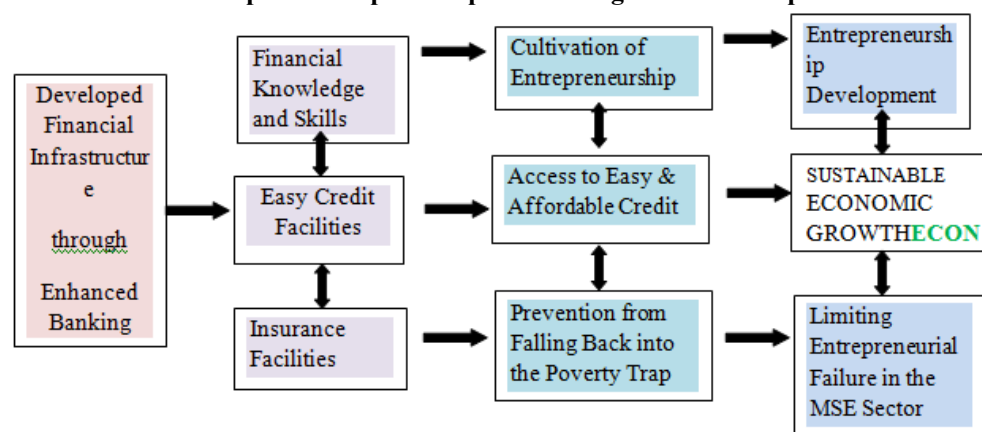 Developed
Financial
Infrastructur
e
through
Enhanced
Banking
Financial
Knowledge
and Skills
Easy Credit
Facilities
Insurance
Facilities
Cultivation of
Entrepreneurship
Access to Easy &
Affordable Credit
Prevention from
Falling Back into
the Poverty Trap
Entrepreneursh
ip
Development
SUSTAINABLE
ECONOMIC
GROWTHECON
Limiting
Entrepreneurial
Failure in the
MSE Sector